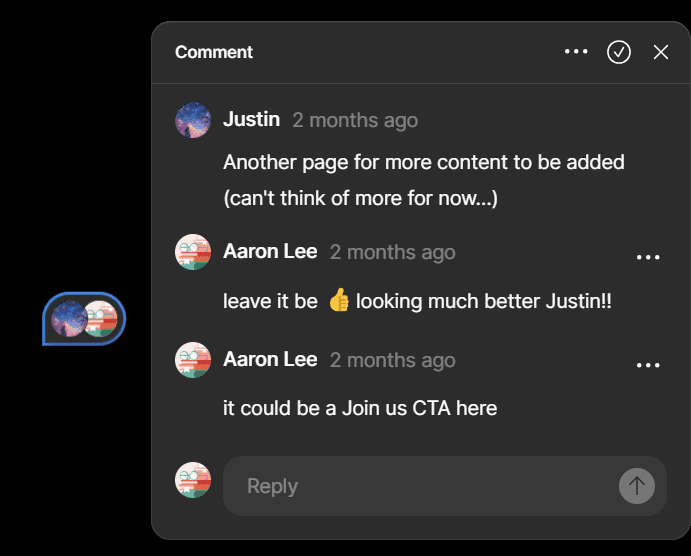 Comment
Justin 2 months ago
Another page for more content to be added
(can't think of more for now...)
Aaron Lee 2 months ago
leave it be 👍 looking much better Justin!!
Aaron Lee 2 months ago
it could be a Join us CTA here
Reply